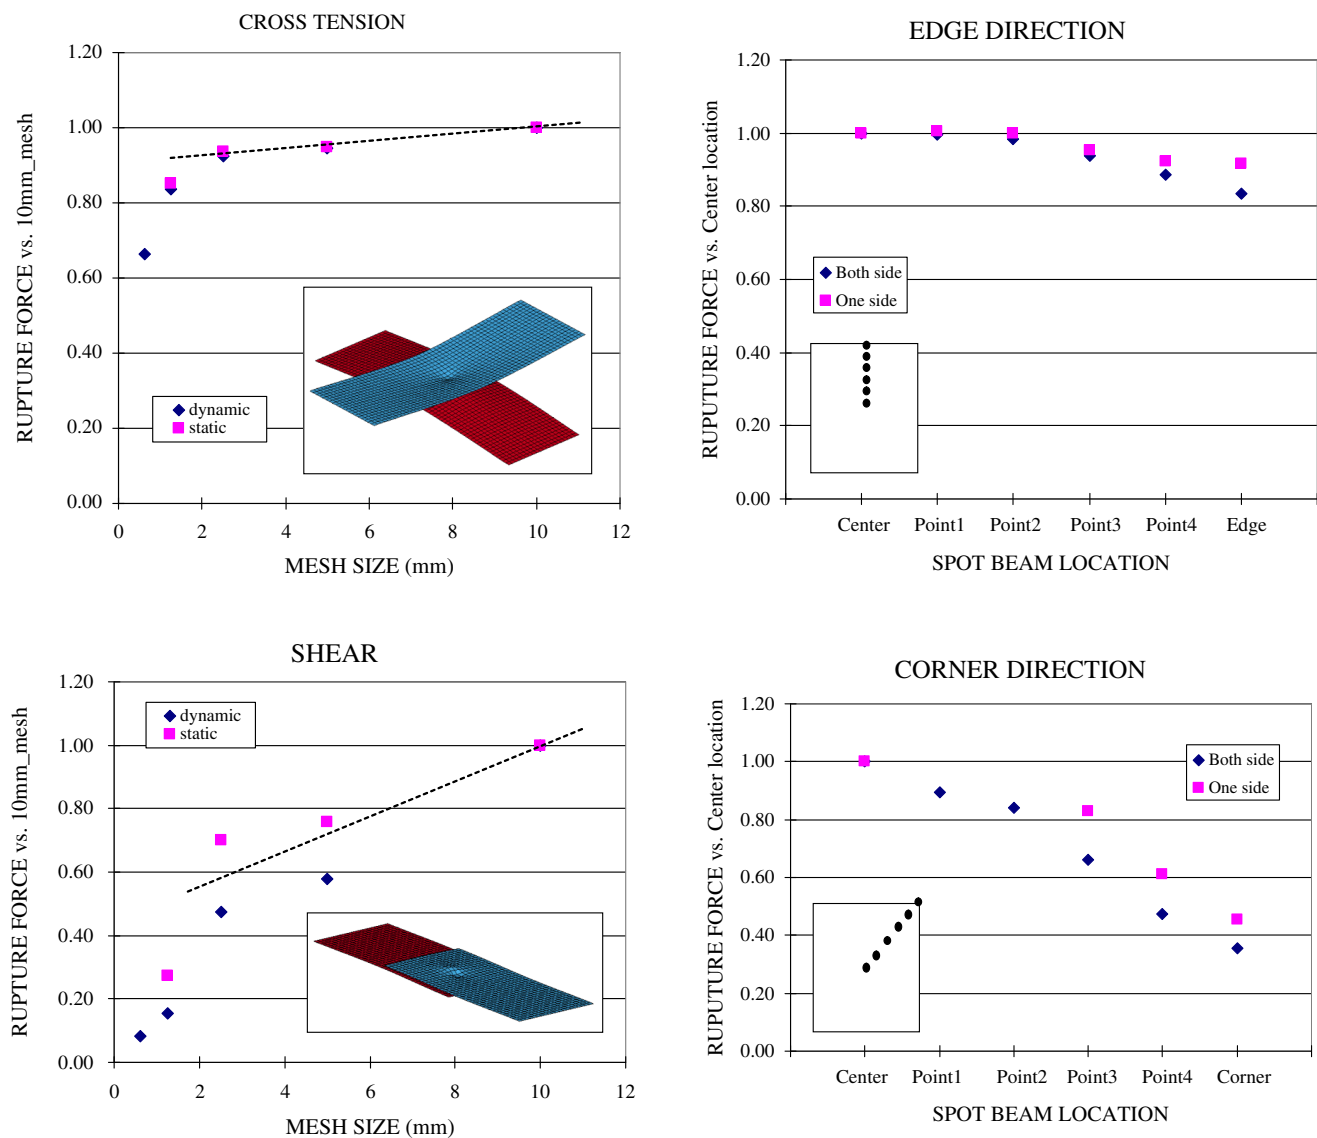 CROSS TENSION
RUPTURE FORCE vs. 10mm_mesh
1.20
1.00
0.80
0.60
0.40
0.20
0.00
dynamic
static
0 2 4 6 8 10 12
MESH SIZE (mm)
EDGE DIRECTION
RUPUTURE FORCE vs. Center location
1.20
1.00
0.80
0.60
0.40
0.20
0.00
Both side
One side
Center Point1 Point2 Point3 Point4 Edge
SPOT BEAM LOCATION
SHEAR
RUPTURE FORCE vs. 10mm_mesh
1.20
1.00
0.80
0.60
0.40
0.20
0.00
dynamic
static
0 2 4 6 8 10 12
MESH SIZE (mm)
CORNER DIRECTION
RUPUTURE FORCE vs. Center location
1.20
1.00
0.80
0.60
0.40
0.20
0.00
Both side
One side
Center Point1 Point2 Point3 Point4 Corner
SPOT BEAM LOCATION